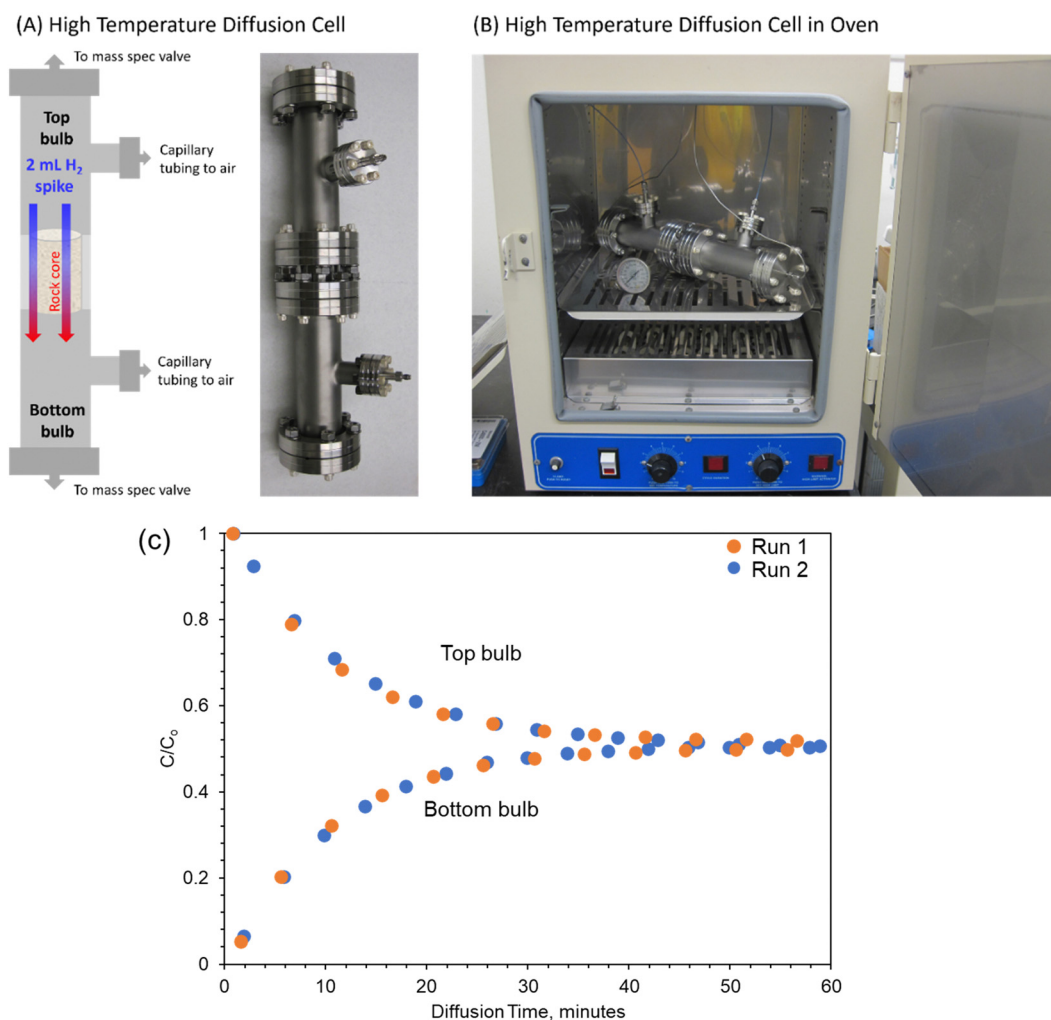 (A) High Temperature Diffusion Cell
To mass spec valve
Top
bulb
2 mL H₂
spike
Capillary
tubing to air
Rock core
Capillary
tubing to air
Bottom
bulb
To mass spec valve
(B) High Temperature Diffusion Cell in Oven
(c)
Run 1
Run 2
Top bulb
Bottom bulb
C/C₀
1
0.8
0.6
0.4
0.2
0
0 10 20 30 40 50 60
Diffusion Time, minutes